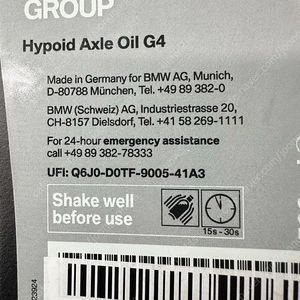 GROUP
Hypoid Axle Oil G4
Made in Germany for BMW AG, Munich,
D-80788 München, Tel. +49 89 382-0
BMW (Schweiz) AG, Industriestrasse 20,
CH-8157 Dielsdorf, Tel. +41 58 269-1111
For 24-hour emergency assistance
call +49 89 382-78333
UFI: Q6J0-D0TF-9005-41A3
Shake well
before use
15s - 30s
23924